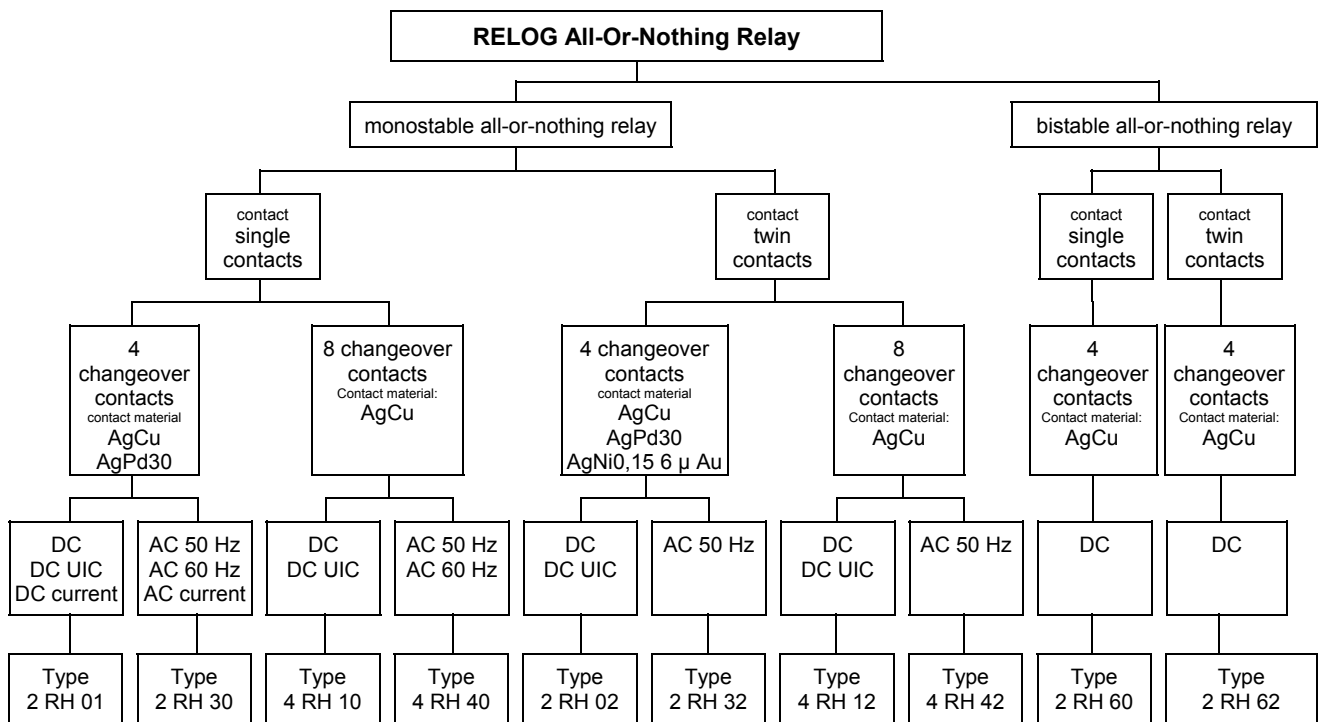 RELOG All-Or-Nothing Relay
monostable all-or-nothing relay
bistable all-or-nothing relay
contact
single
contacts
contact
twin
contacts
contact
single
contacts
contact
twin
contacts
4
changeover
contacts
contact material
AgCu
AgPd30
8 changeover
contacts
Contact material:
AgCu
4 changeover
contacts
contact material
AgCu
AgPd30
AgNi0,15 6 µ Au
8
changeover
contacts
Contact material:
AgCu
4
changeover
contacts
Contact material:
AgCu
4
changeover
contacts
Contact material:
AgCu
DC
DC UIC
DC current
AC 50 Hz
AC 60 Hz
AC current
DC
DC UIC
AC 50 Hz
AC 60 Hz
DC
DC UIC
AC 50 Hz
DC
DC UIC
AC 50 Hz
DC
DC
Type
2 RH 01
Type
2 RH 30
Type
4 RH 10
Type
4 RH 40
Type
2 RH 02
Type
2 RH 32
Type
4 RH 12
Type
4 RH 42
Type
2 RH 60
Type
2 RH 62